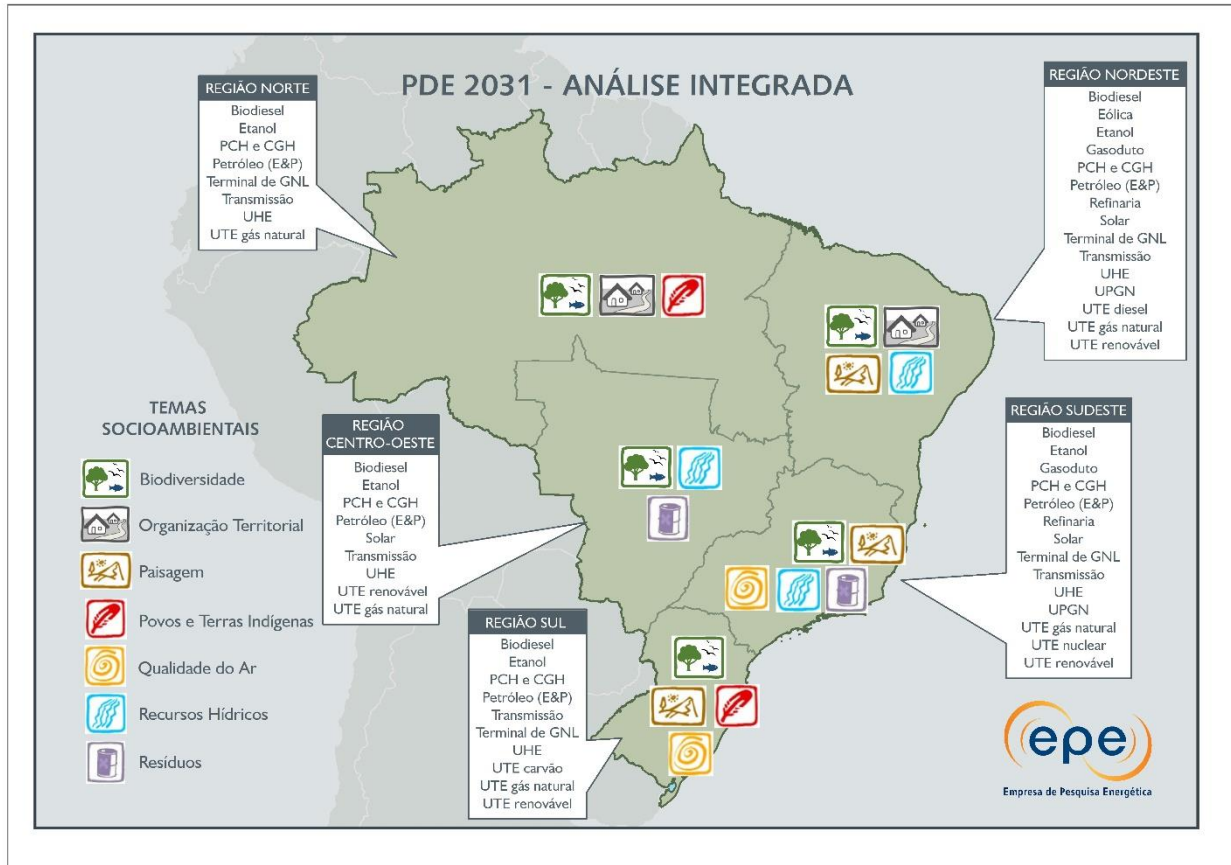 PDE 2031 - ANÁLISE INTEGRADA
REGIÃO NORTE
Biodiesel
Etanol
PCH e CGH
Petróleo (E&P)
Terminal de GNL
Transmissão
UHE
UTE gás natural
REGIÃO NORDESTE
Biodiesel
Eólica
Etanol
Gasoduto
PCH e CGH
Petróleo (E&P)
Refinaria
Solar
Terminal de GNL
Transmissão
UHE
UPGN
UTE diesel
UTE gás natural
UTE renovável
TEMAS
SOCIOAMBIENTAIS
Biodiversidade
Organização Territorial
Paisagem
Povos e Terras Indígenas
Qualidade do Ar
Recursos Hídricos
Resíduos
REGIÃO
CENTRO-OESTE
Biodiesel
Etanol
PCH e CGH
Petróleo (E&P)
Solar
Transmissão
UHE
UTE renovável
UTE gás natural
REGIÃO SUDESTE
Biodiesel
Etanol
Gasoduto
PCH e CGH
Petróleo (E&P)
Refinaria
Solar
Terminal de GNL
Transmissão
UHE
UPGN
UTE gás natural
UTE nuclear
UTE renovável
REGIÃO SUL
Biodiesel
Etanol
PCH e CGH
Petróleo (E&P)
Transmissão
Terminal de GNL
UHE
UTE carvão
UTE gás natural
UTE renovável
epe
Empresa de Pesquisa Energética